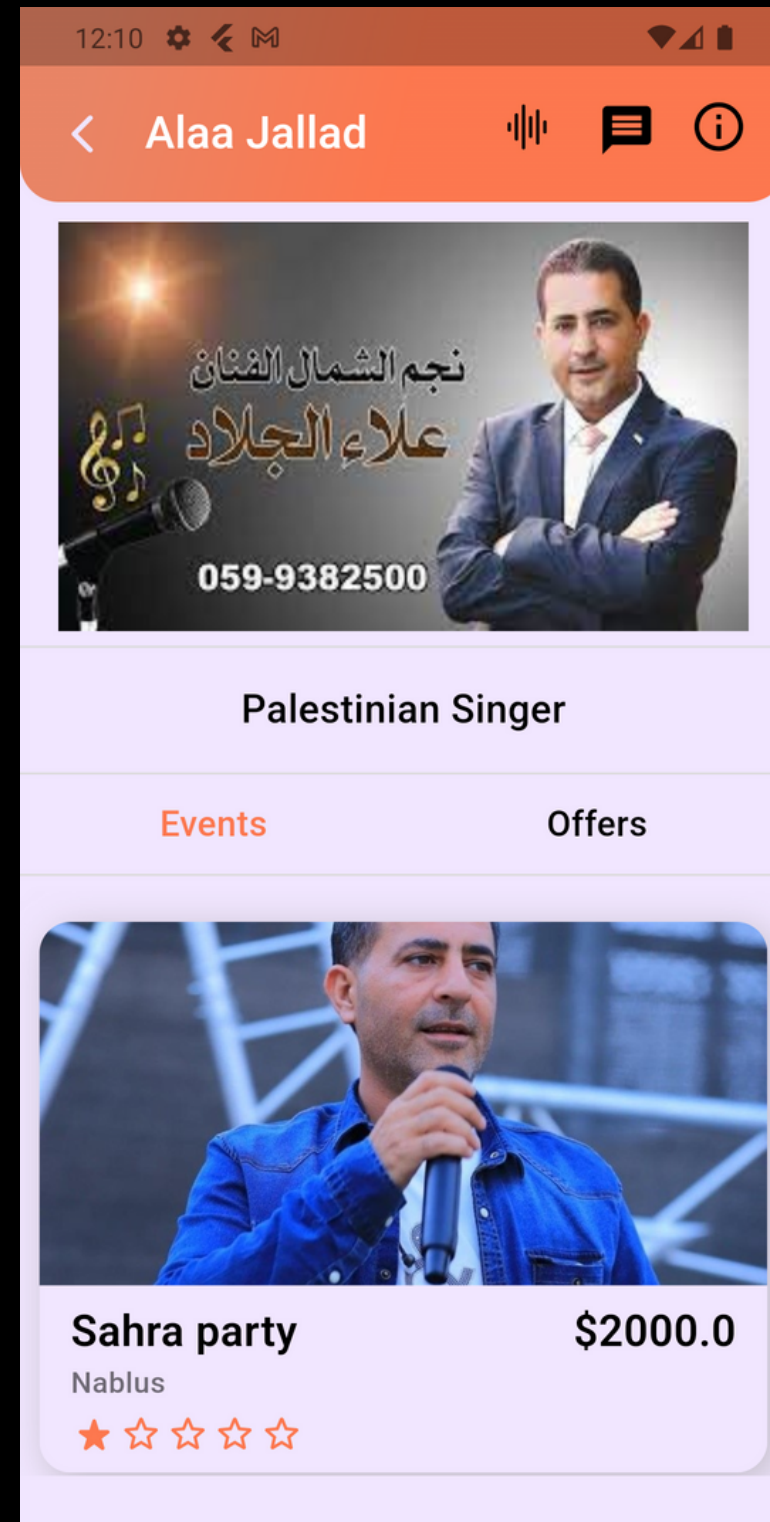 12:10
Alaa Jallad
نجم الشمال الفنان
علاء الجلاد
059-9382500
Palestinian Singer
Events Offers
Sahra party $2000.0
Nablus